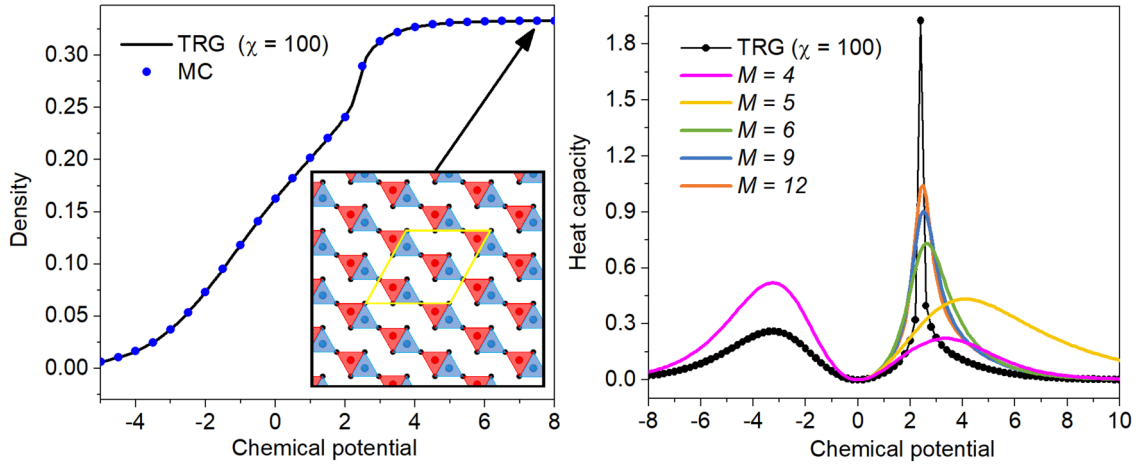 TRG (χ = 100)
MC
0.30
0.25
0.20
0.15
0.10
0.05
0.00
Density
-4 -2 0 2 4 6 8
Chemical potential
TRG (χ = 100)
M = 4
M = 5
M = 6
M = 9
M = 12
1.8
1.5
1.2
0.9
0.6
0.3
0.0
Heat capacity
-8 -6 -4 -2 0 2 4 6 8 10
Chemical potential